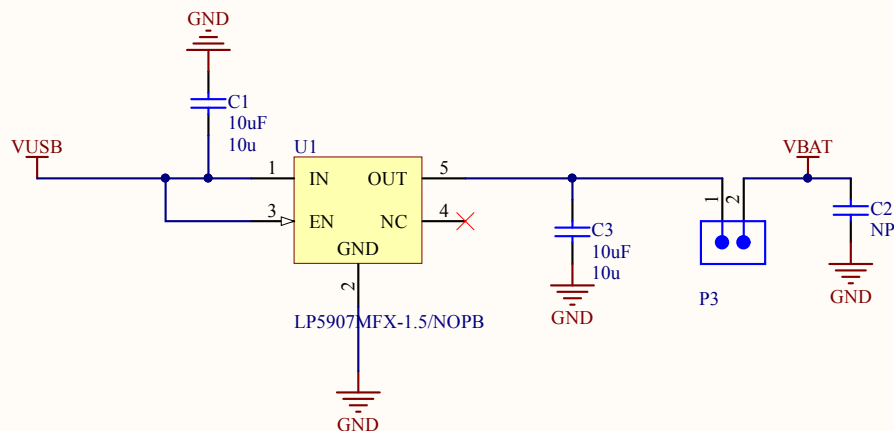 GND
C1
10uF
10u
VUSB
U1
VBAT
1
IN
OUT
5
3
EN
NC
4
GND
2
LP5907MFX-1.5/NOPB
GND
C3
10uF
10u
GND
1
2
P3
C2
NP
GND